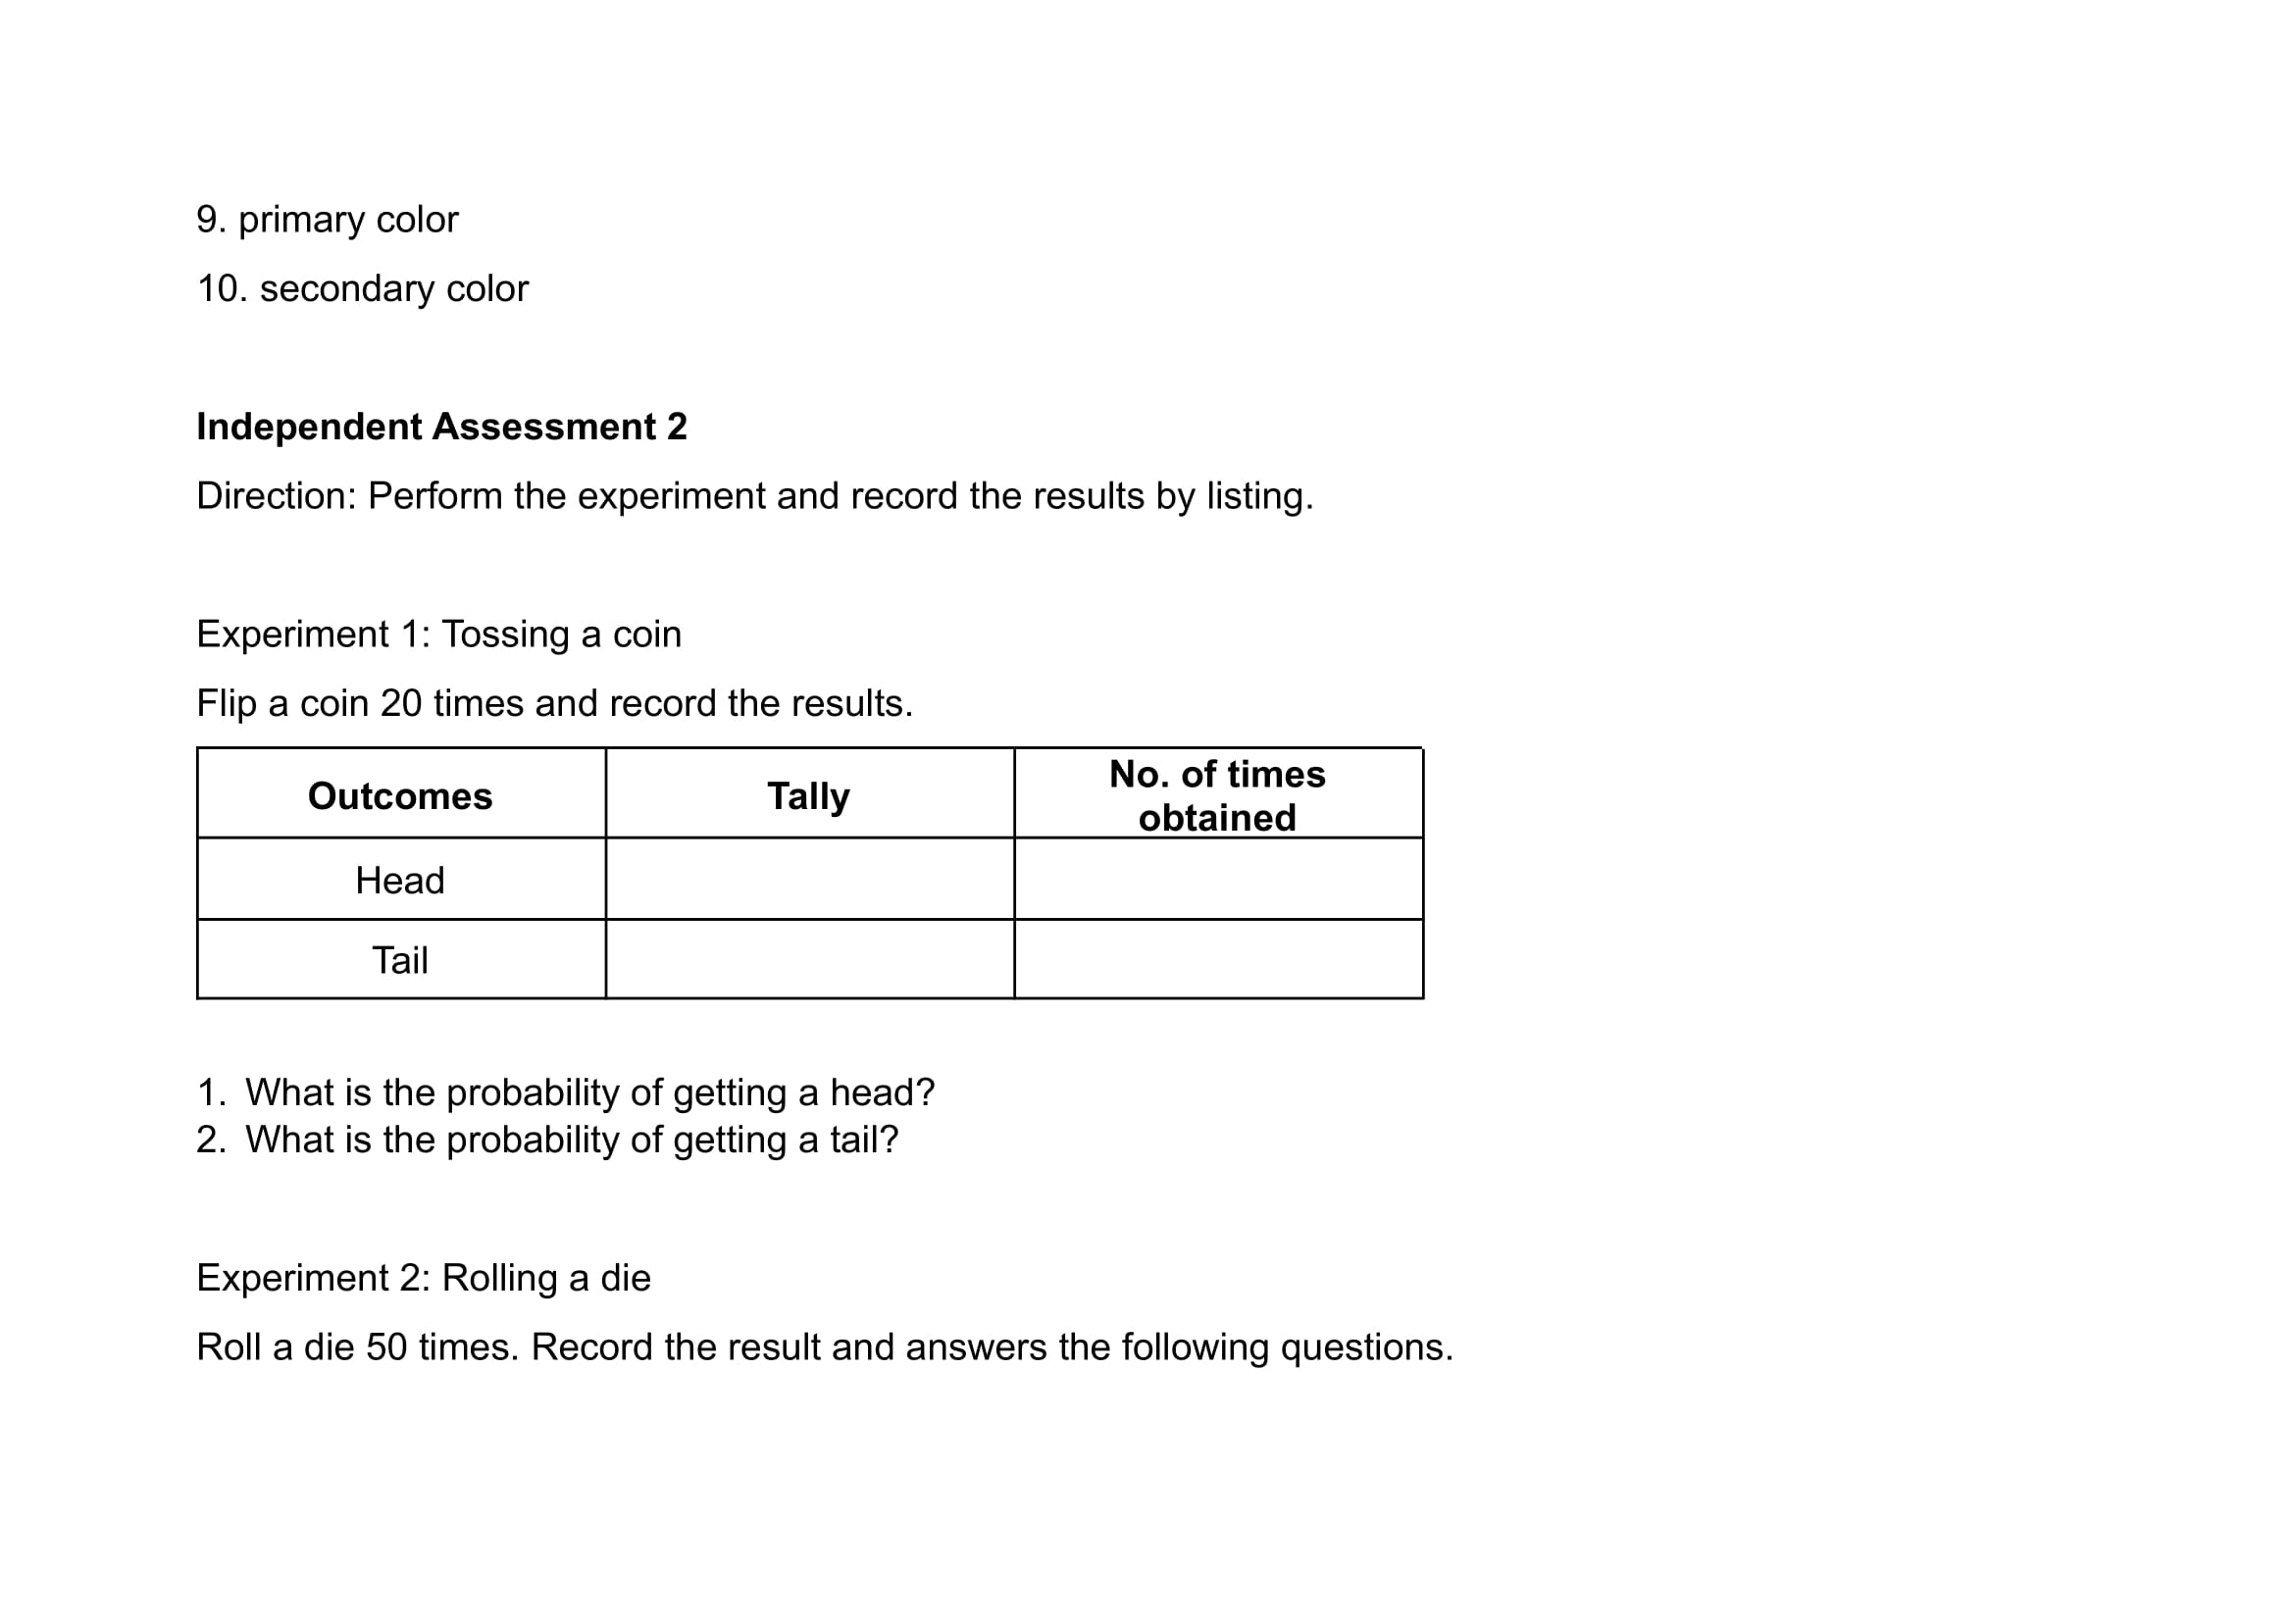 9. primary color
10. secondary color
Independent Assessment 2
Direction: Perform the experiment and record the results by listing.
Experiment 1: Tossing a coin
Flip a coin 20 times and record the results.
Outcomes Tally No. of times
obtained
Head
Tail
1. What is the probability of getting a head?
2. What is the probability of getting a tail?
Experiment 2: Rolling a die
Roll a die 50 times. Record the result and answers the following questions.